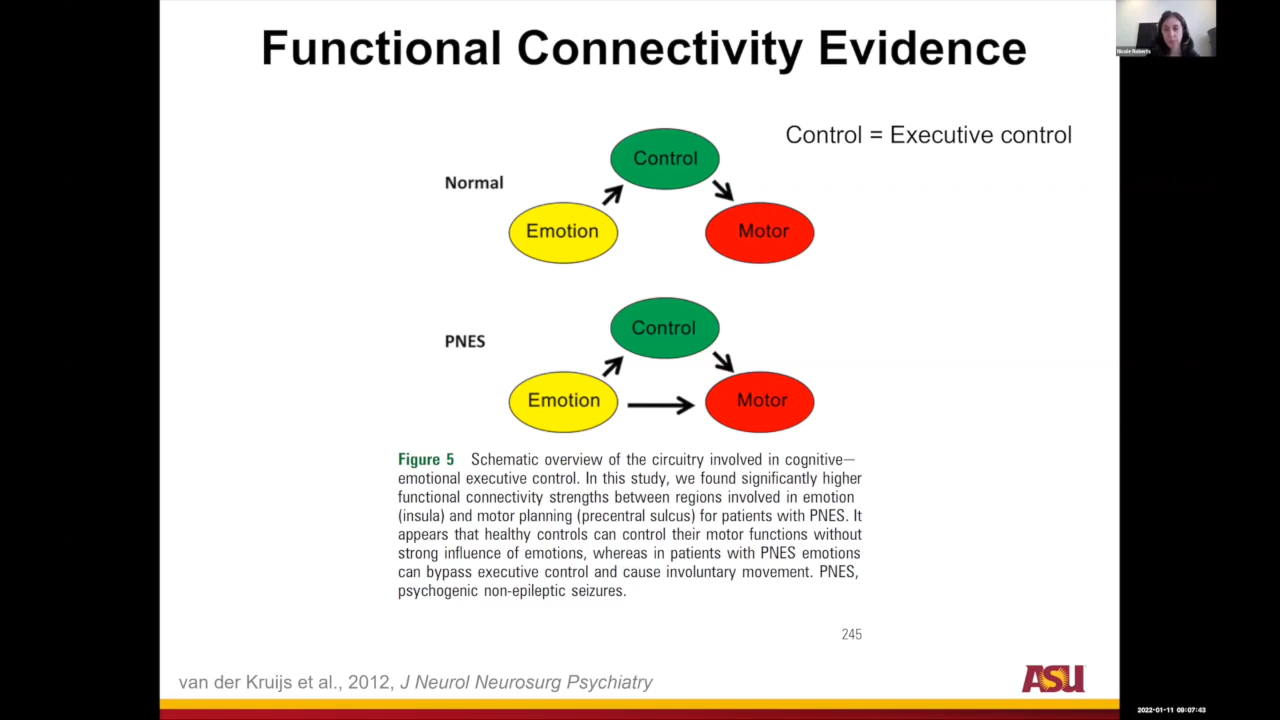 Functional Connectivity Evidence
Nicole Roberts
Control = Executive control
Normal
Control
Emotion
Motor
PNES
Control
Emotion
Motor
Figure 5 Schematic overview of the circuitry involved in cognitive–
emotional executive control. In this study, we found significantly higher
functional connectivity strengths between regions involved in emotion
(insula) and motor planning (precentral sulcus) for patients with PNES. It
appears that healthy controls can control their motor functions without
strong influence of emotions, whereas in patients with PNES emotions
can bypass executive control and cause involuntary movement. PNES,
psychogenic non-epileptic seizures.
245
van der Kruijs et al., 2012, J Neurol Neurosurg Psychiatry
ASU
2022-01-11 09:07:43